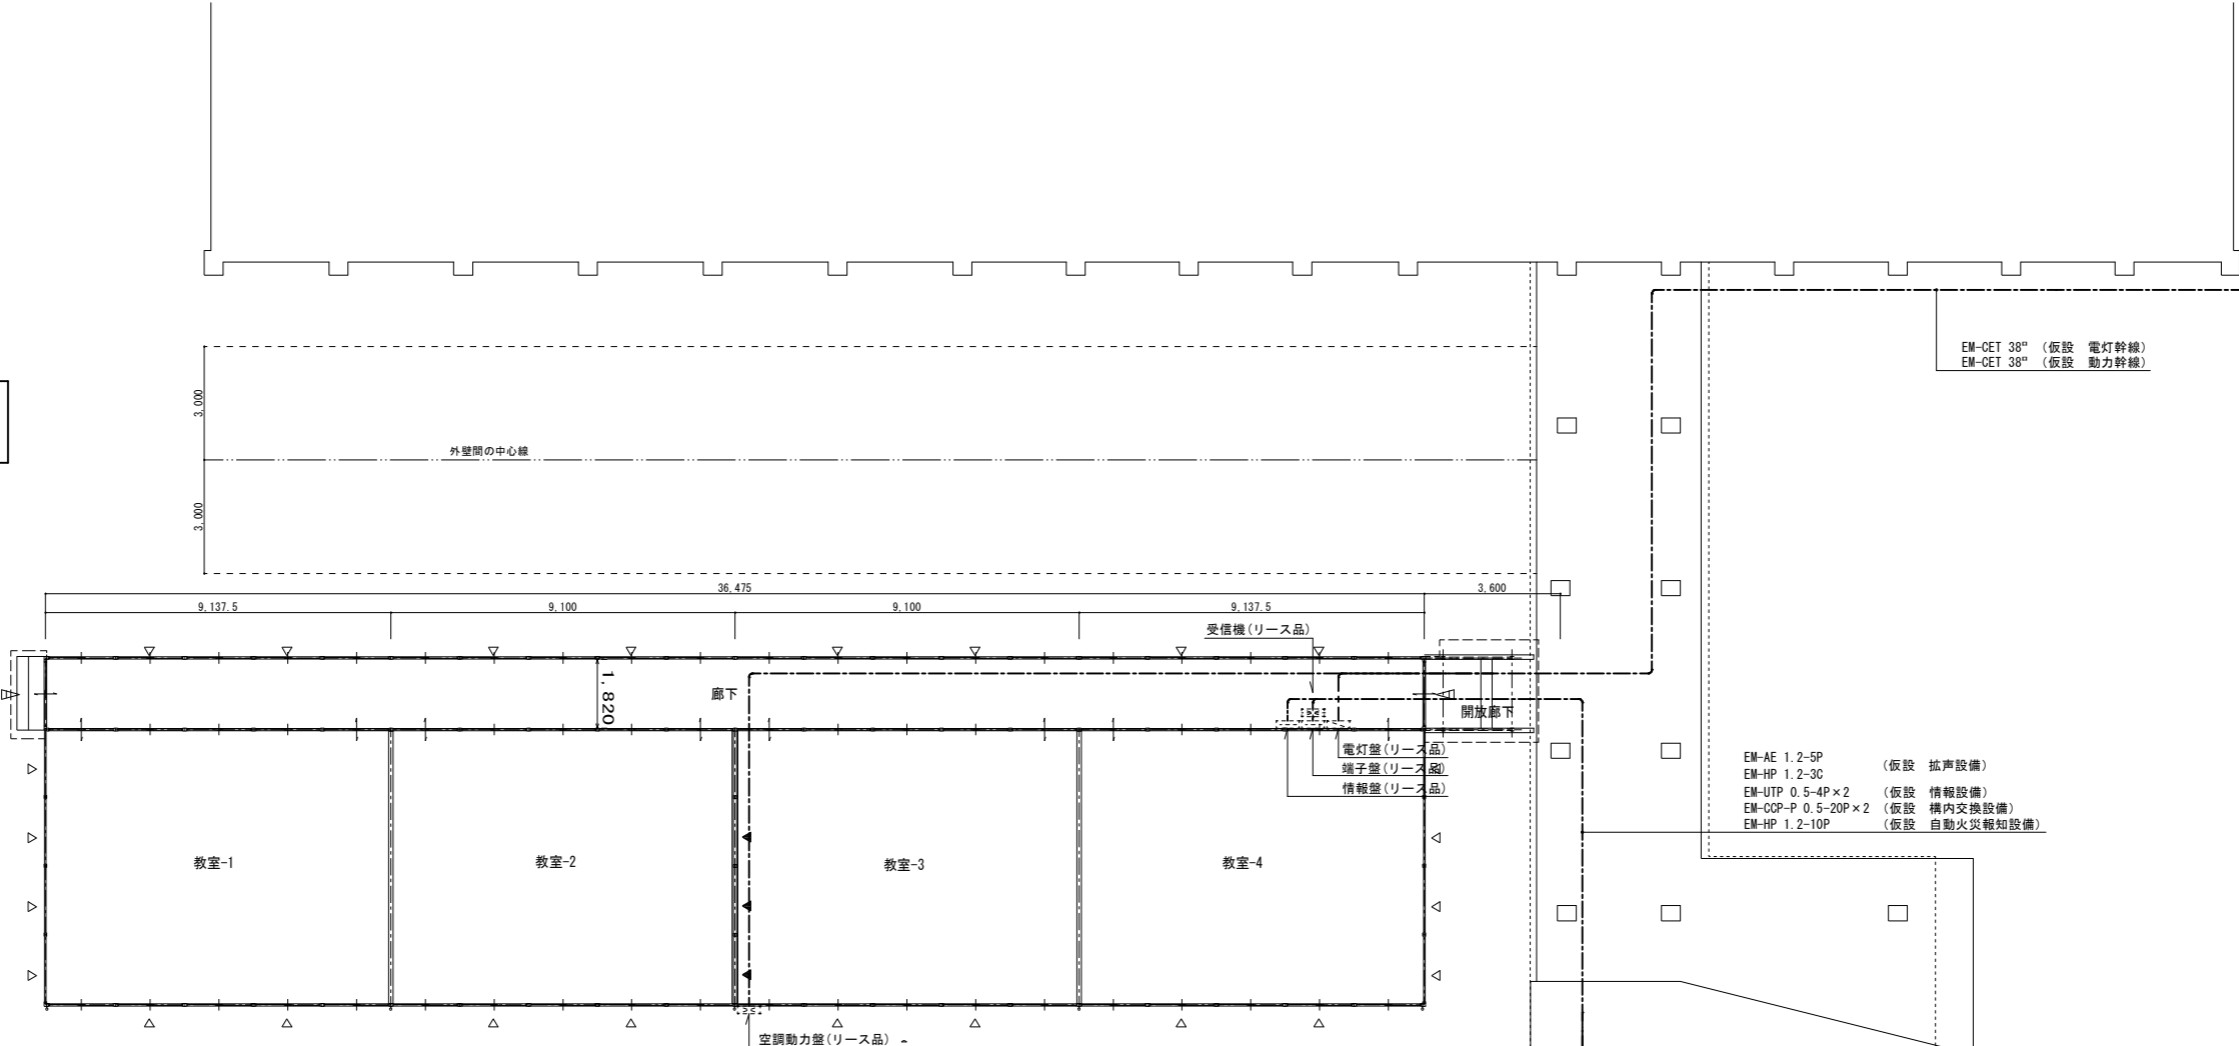 EM-CET 38□ （仮設　電灯幹線）
EM-CET 38□ （仮設　動力幹線）
3,000
外壁間の中心線
3,000
36,475
3,600
9,137.5
9,100
9,100
9,137.5
受信機(リース品)
1,820
廊下
開放廊下
電灯盤(リース品)
端子盤(リース品)
情報盤(リース品)
EM-AE 1.2-5P
（仮設　拡声設備）
EM-HP 1.2-3C
EM-UTP 0.5-4P×2 （仮設　情報設備）
EM-CCP-P 0.5-20P×2 （仮設　構内交換設備）
EM-HP 1.2-10P （仮設　自動火災報知設備）
教室-1
教室-2
教室-3
教室-4
空調動力盤(リース品)